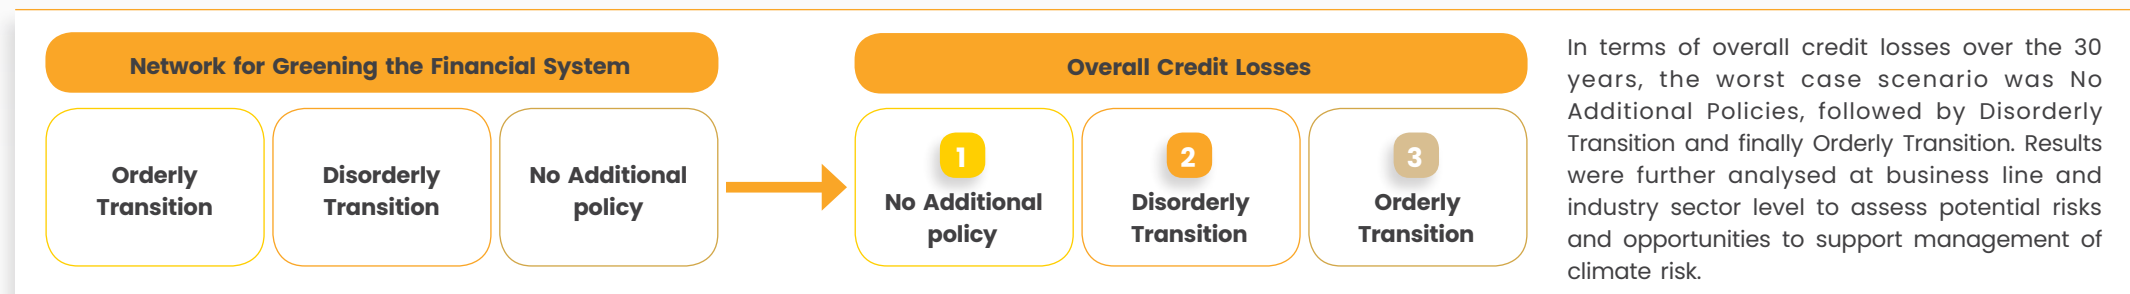 Network for Greening the Financial System
Orderly
Transition
Disorderly
Transition
No Additional
policy
Overall Credit Losses
1
No Additional
policy
2
Disorderly
Transition
3
Orderly
Transition
In terms of overall credit losses over the 30
years, the worst case scenario was No
Additional Policies, followed by Disorderly
Transition and finally Orderly Transition. Results
were further analysed at business line and
industry sector level to assess potential risks
and opportunities to support management of
climate risk.